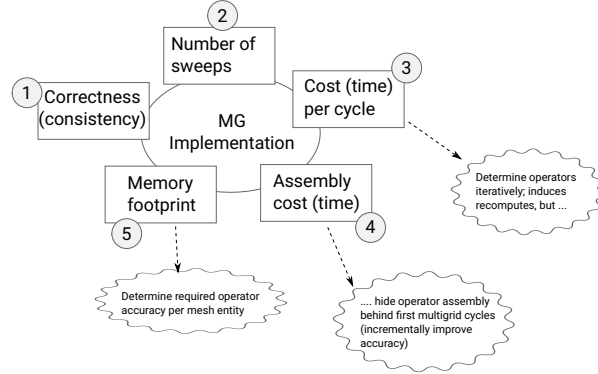 2
Number of
sweeps
3
Cost (time)
per cycle
1
Correctness
(consistency)
MG
Implementation
Memory
footprint
5
Assembly
cost (time)
4
Determine operators
iteratively; induces
recomputes, but ...
Determine required operator
accuracy per mesh entity
.... hide operator assembly
behind first multigrid cycles
(incrementally improve
accuracy)